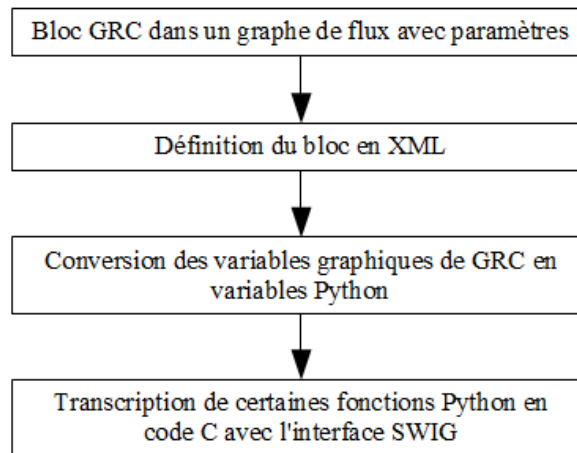 Bloc GRC dans un graphe de flux avec paramètres
Définition du bloc en XML
Conversion des variables graphiques de GRC en
variables Python
Transcription de certaines fonctions Python en
code C avec l'interface SWIG